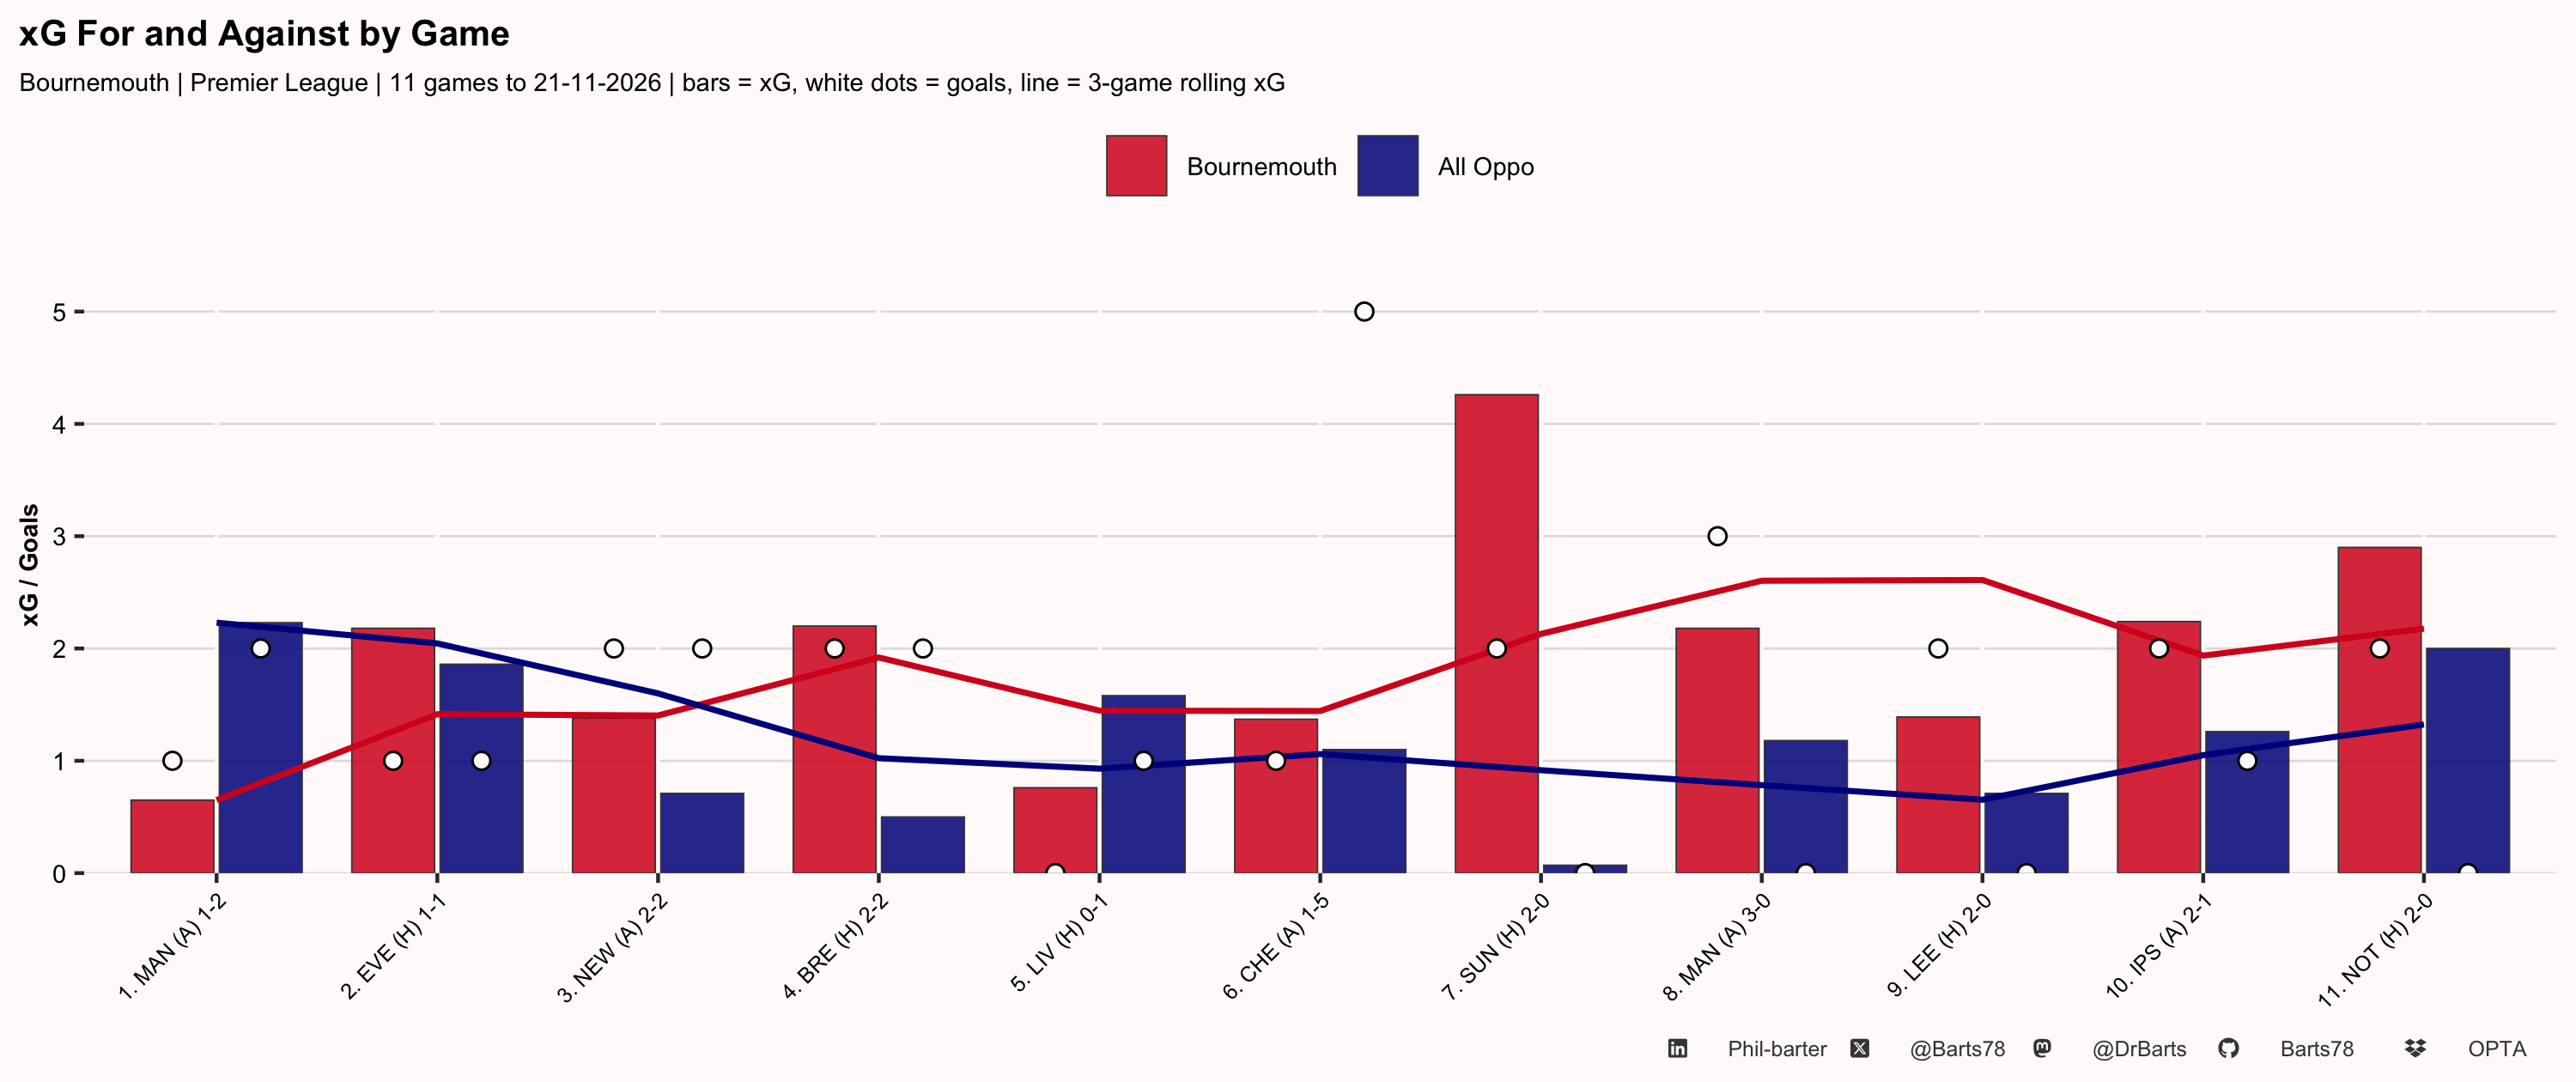 xG For and Against by Game
Bournemouth | Premier League | 11 games to 21-11-2026 | bars = xG, white dots = goals, line = 3-game rolling xG
Bournemouth
All Oppo
xG / Goals
5
4
3
2
1
0
1. MAN (A) 1-2
2. EVE (H) 1-1
3. NEW (A) 2-2
4. BRE (H) 2-2
5. LIV (H) 0-1
6. CHE (A) 1-5
7. SUN (H) 2-0
8. MAN (A) 3-0
9. LEE (H) 2-0
10. IPS (A) 2-1
11. NOT (H) 2-0
Phil-barter @Barts78 @DrBarts Barts78 OPTA